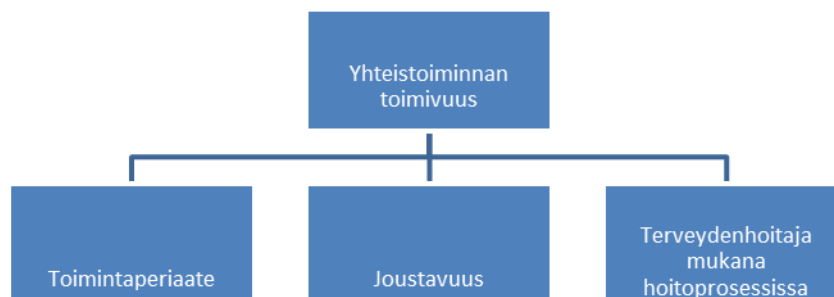 Yhteistoiminnan
toimivuus
Toimintaperiaate
Joustavuus
Terveydenhoitaja
mukana
hoitoprosessissa